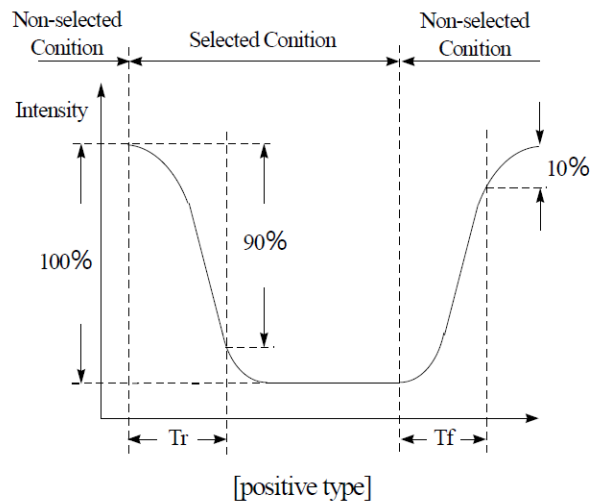 Non-selected
Conition
Selected Conition
Non-selected
Conition
Intensity
100%
90%
10%
Tr
Tf
[positive type]